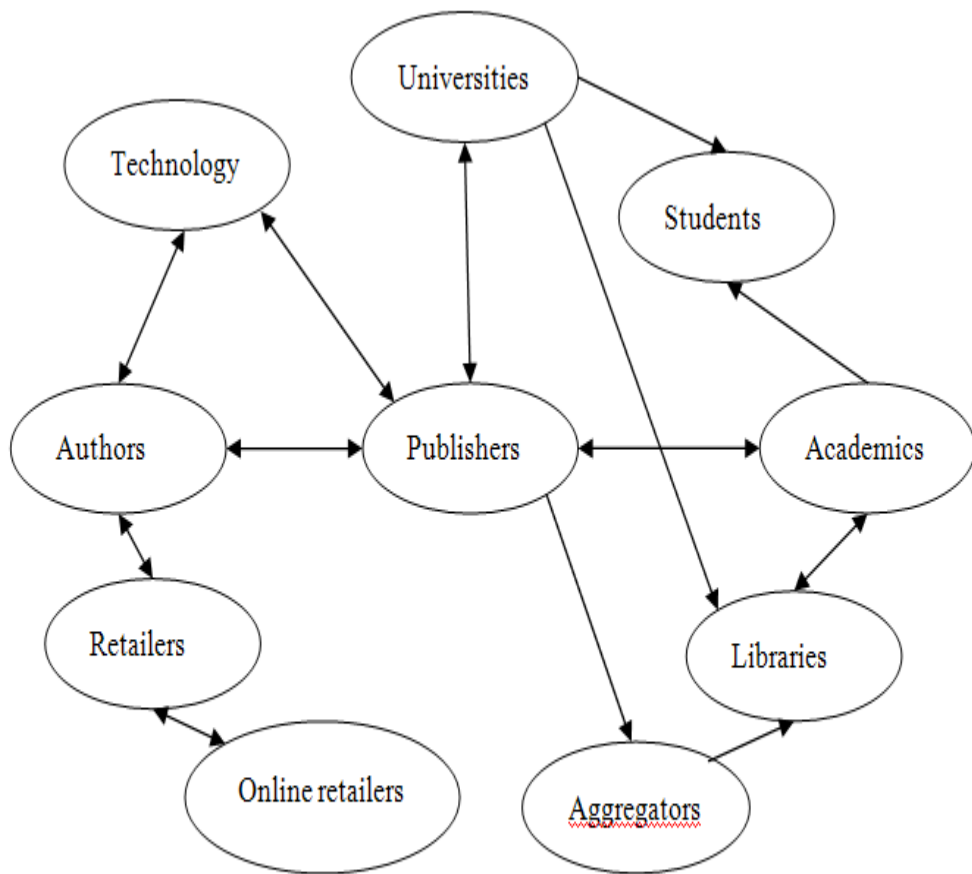 Universities
Technology
Students
Authors
Publishers
Academics
Retailers
Libraries
Online retailers
Aggregators